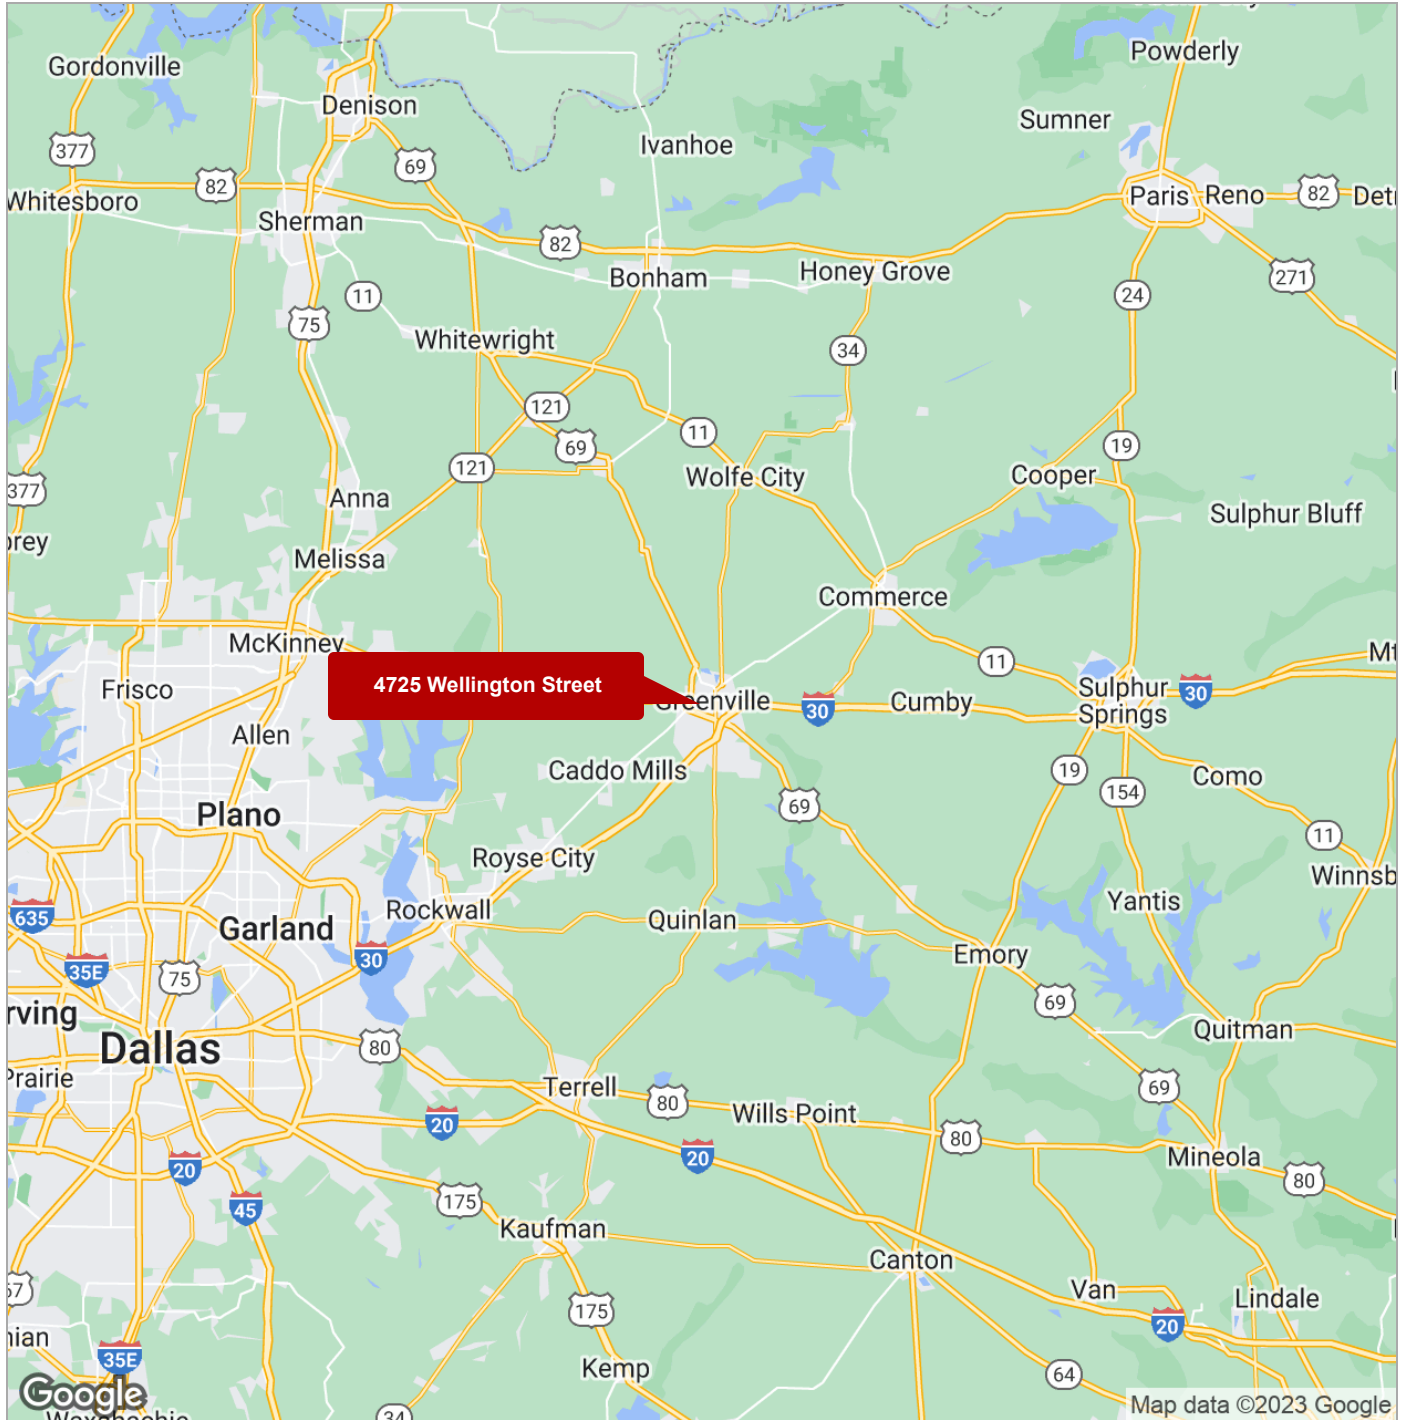 Powderly
Gordonville
Denison
Sumner
Ivanhoe
377
69
82
Whitesboro
Paris
Reno
82
Sherman
82
Bonham
Honey Grove
271
11
24
75
Whitewright
34
121
11
69
19
121
Wolfe City
Cooper
377
Anna
Sulphur Bluff
Melissa
Commerce
McKinney
11
4725 Wellington Street
Frisco
Greenville
30
Cumby
Sulphur
Springs
30
Allen
Caddo Mills
19
Como
154
Plano
69
11
Royse City
Yantis
Rockwall
635
Garland
Quinlan
30
Emory
35E
75
69
Dallas
80
Quitman
Prairie
Terrell
69
80
Wills Point
20
80
20
20
Mineola
80
175
45
Kaufman
Canton
Van
Lindale
175
20
35E
Kemp
64
Google
Waxahachie
34
Map data ©2023 Google